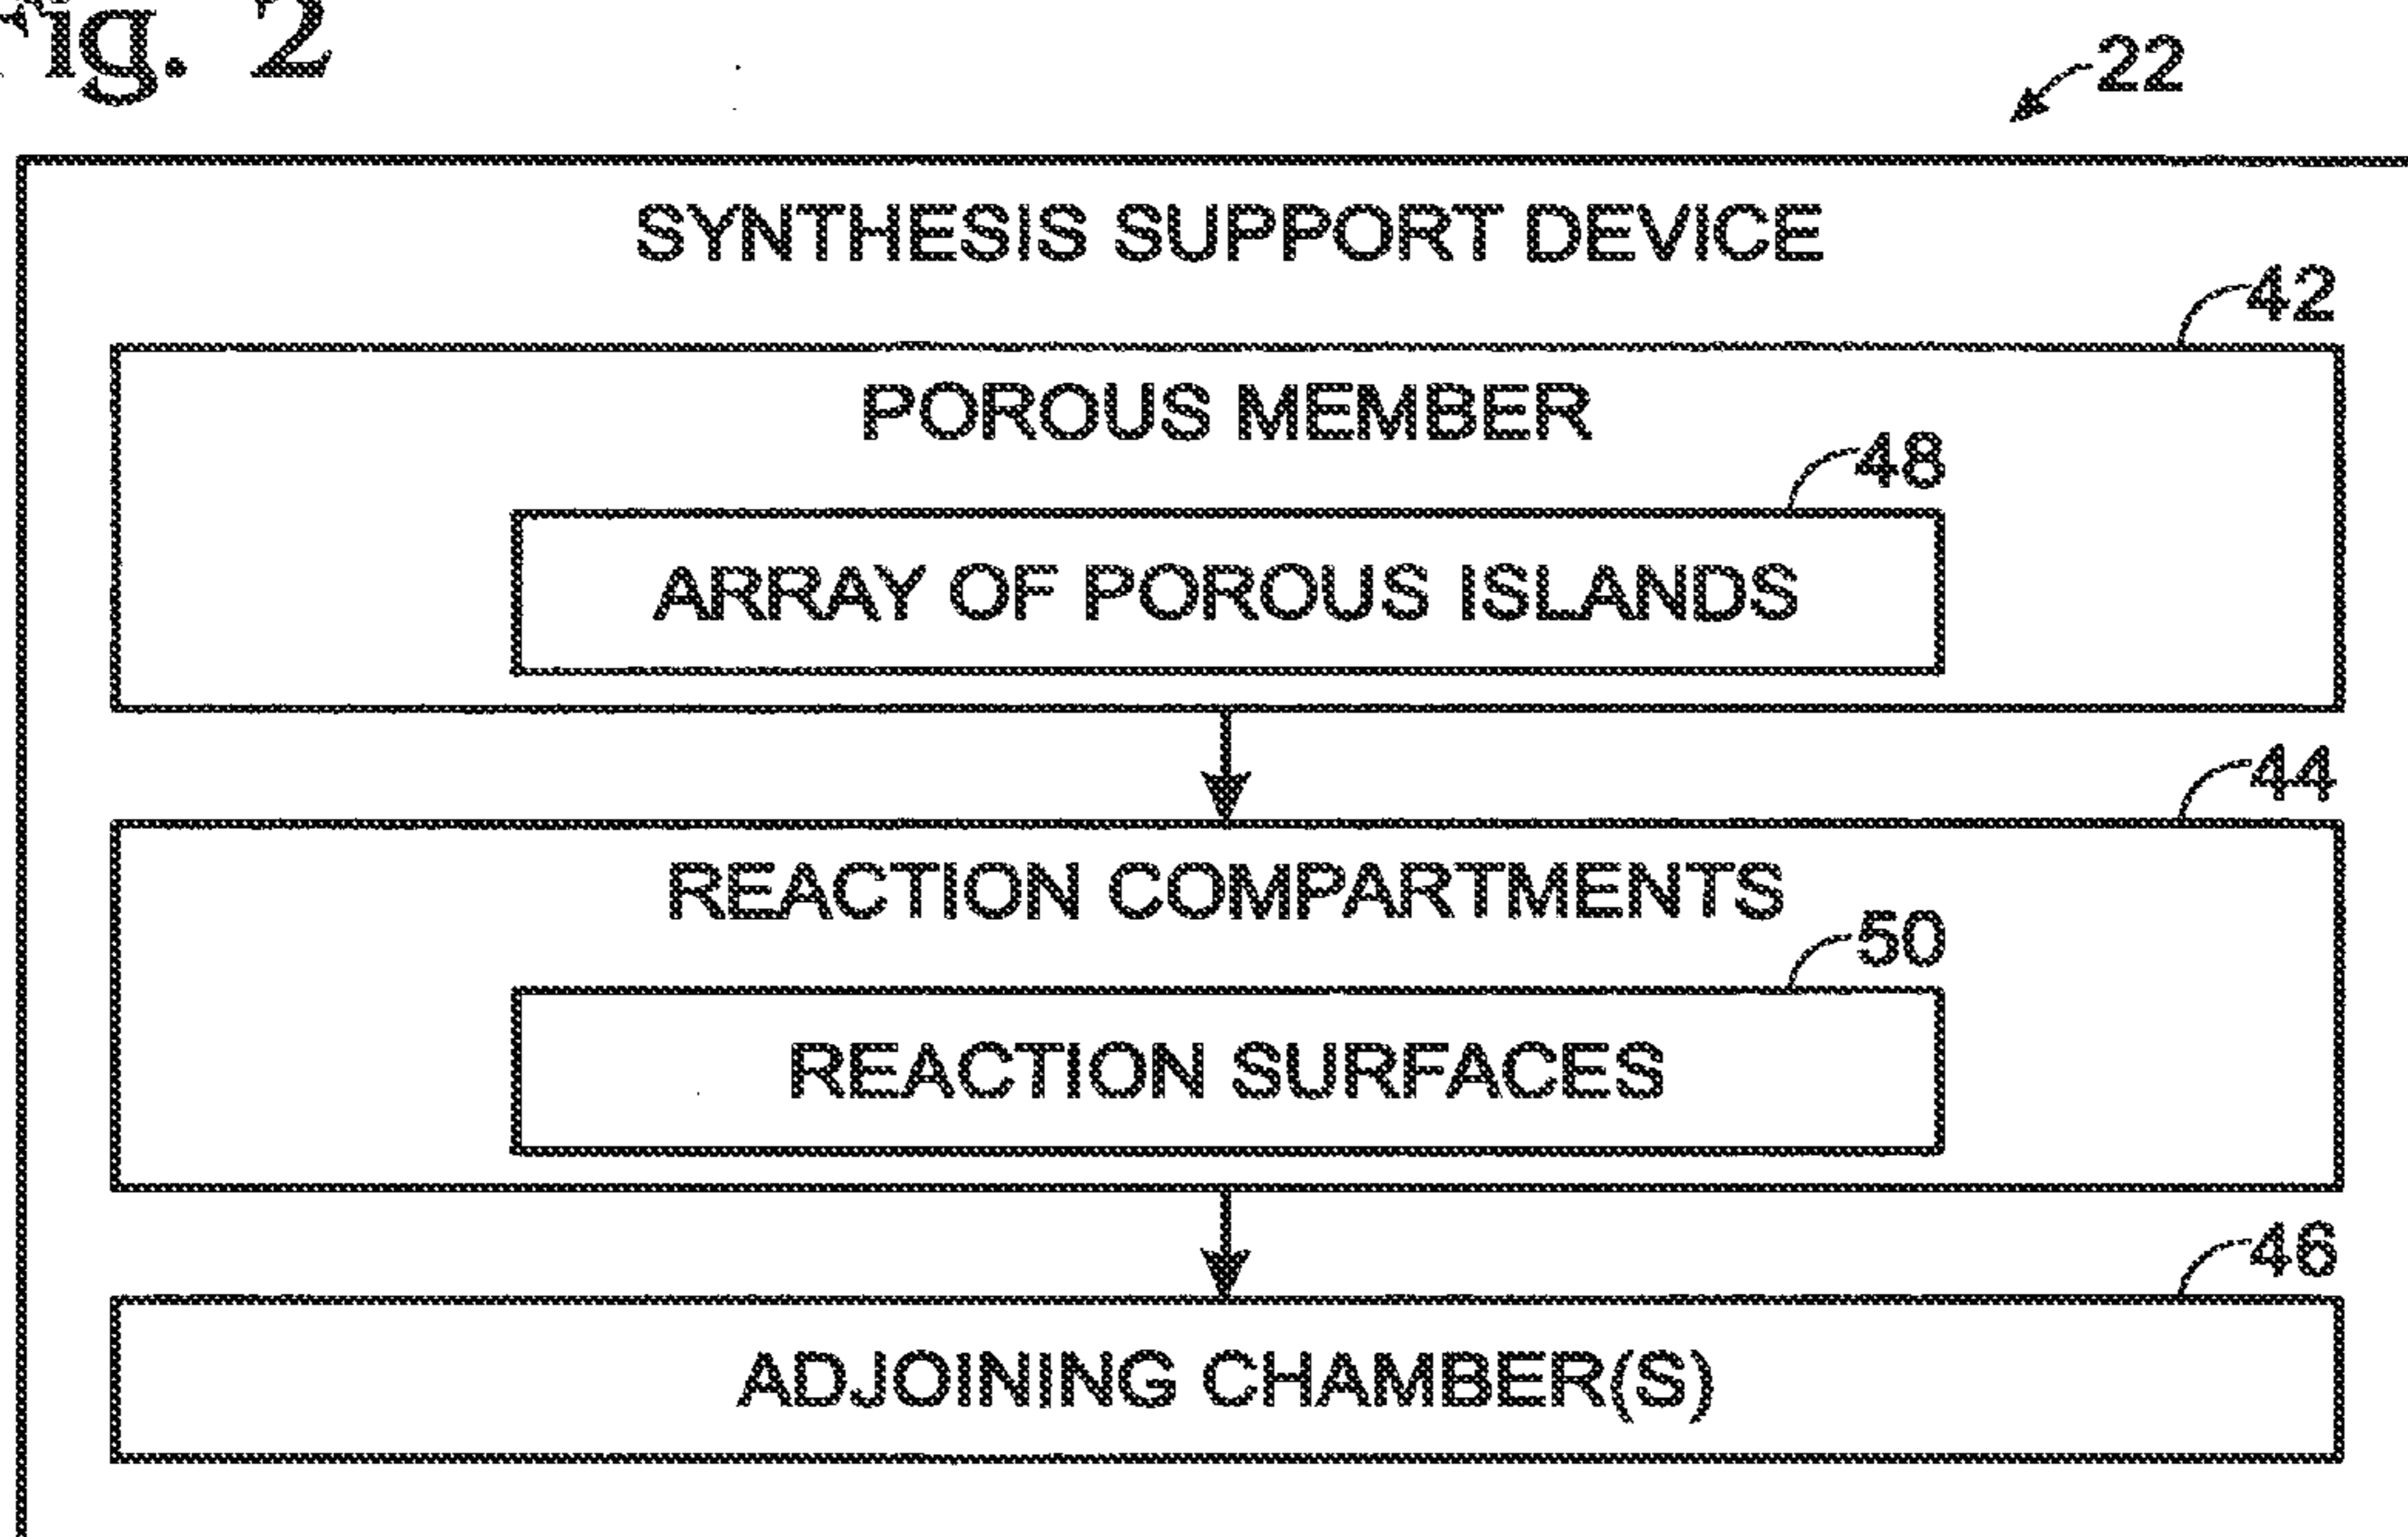 Fig. 2
22
SYNTHESIS SUPPORT DEVICE
42
POROUS MEMBER
48
ARRAY OF POROUS ISLANDS
44
REACTION COMPARTMENTS
50
REACTION SURFACES
46
ADJOINING CHAMBER(S)